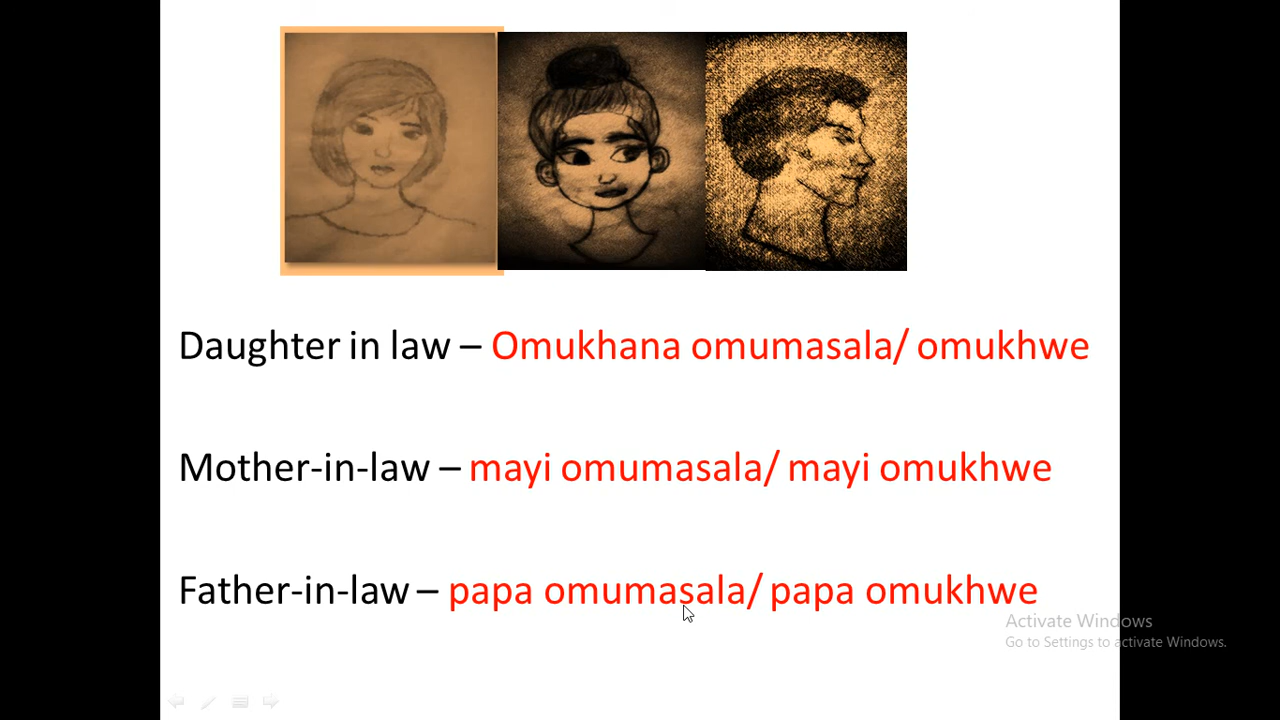 Daughter in law – Omukhana omumasala/ omukhwe
Mother-in-law – mayi omumasala/ mayi omukhwe
Father-in-law – papa omumasala/ papa omukhwe
Activate Windows
Go to Settings to activate Windows.